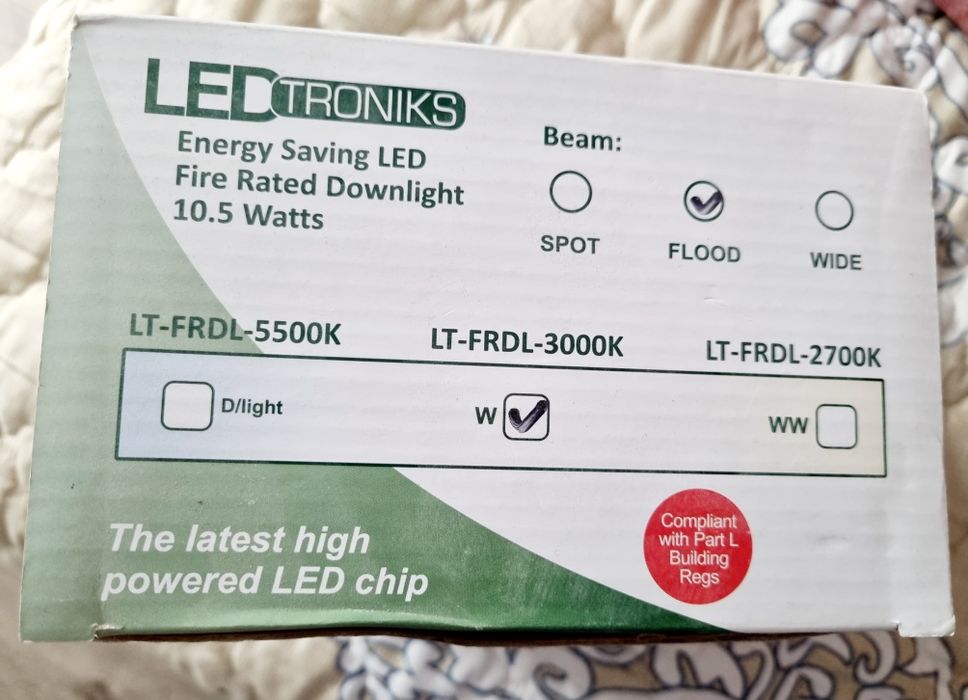 LEDTRONIKS
Energy Saving LED
Fire Rated Downlight
10.5 Watts
Beam:
SPOT
FLOOD
WIDE
LT-FRDL-5500K
LT-FRDL-3000K
LT-FRDL-2700K
D/light
W
WW
The latest high
powered LED chip
Compliant
with Part L
Building
Regs